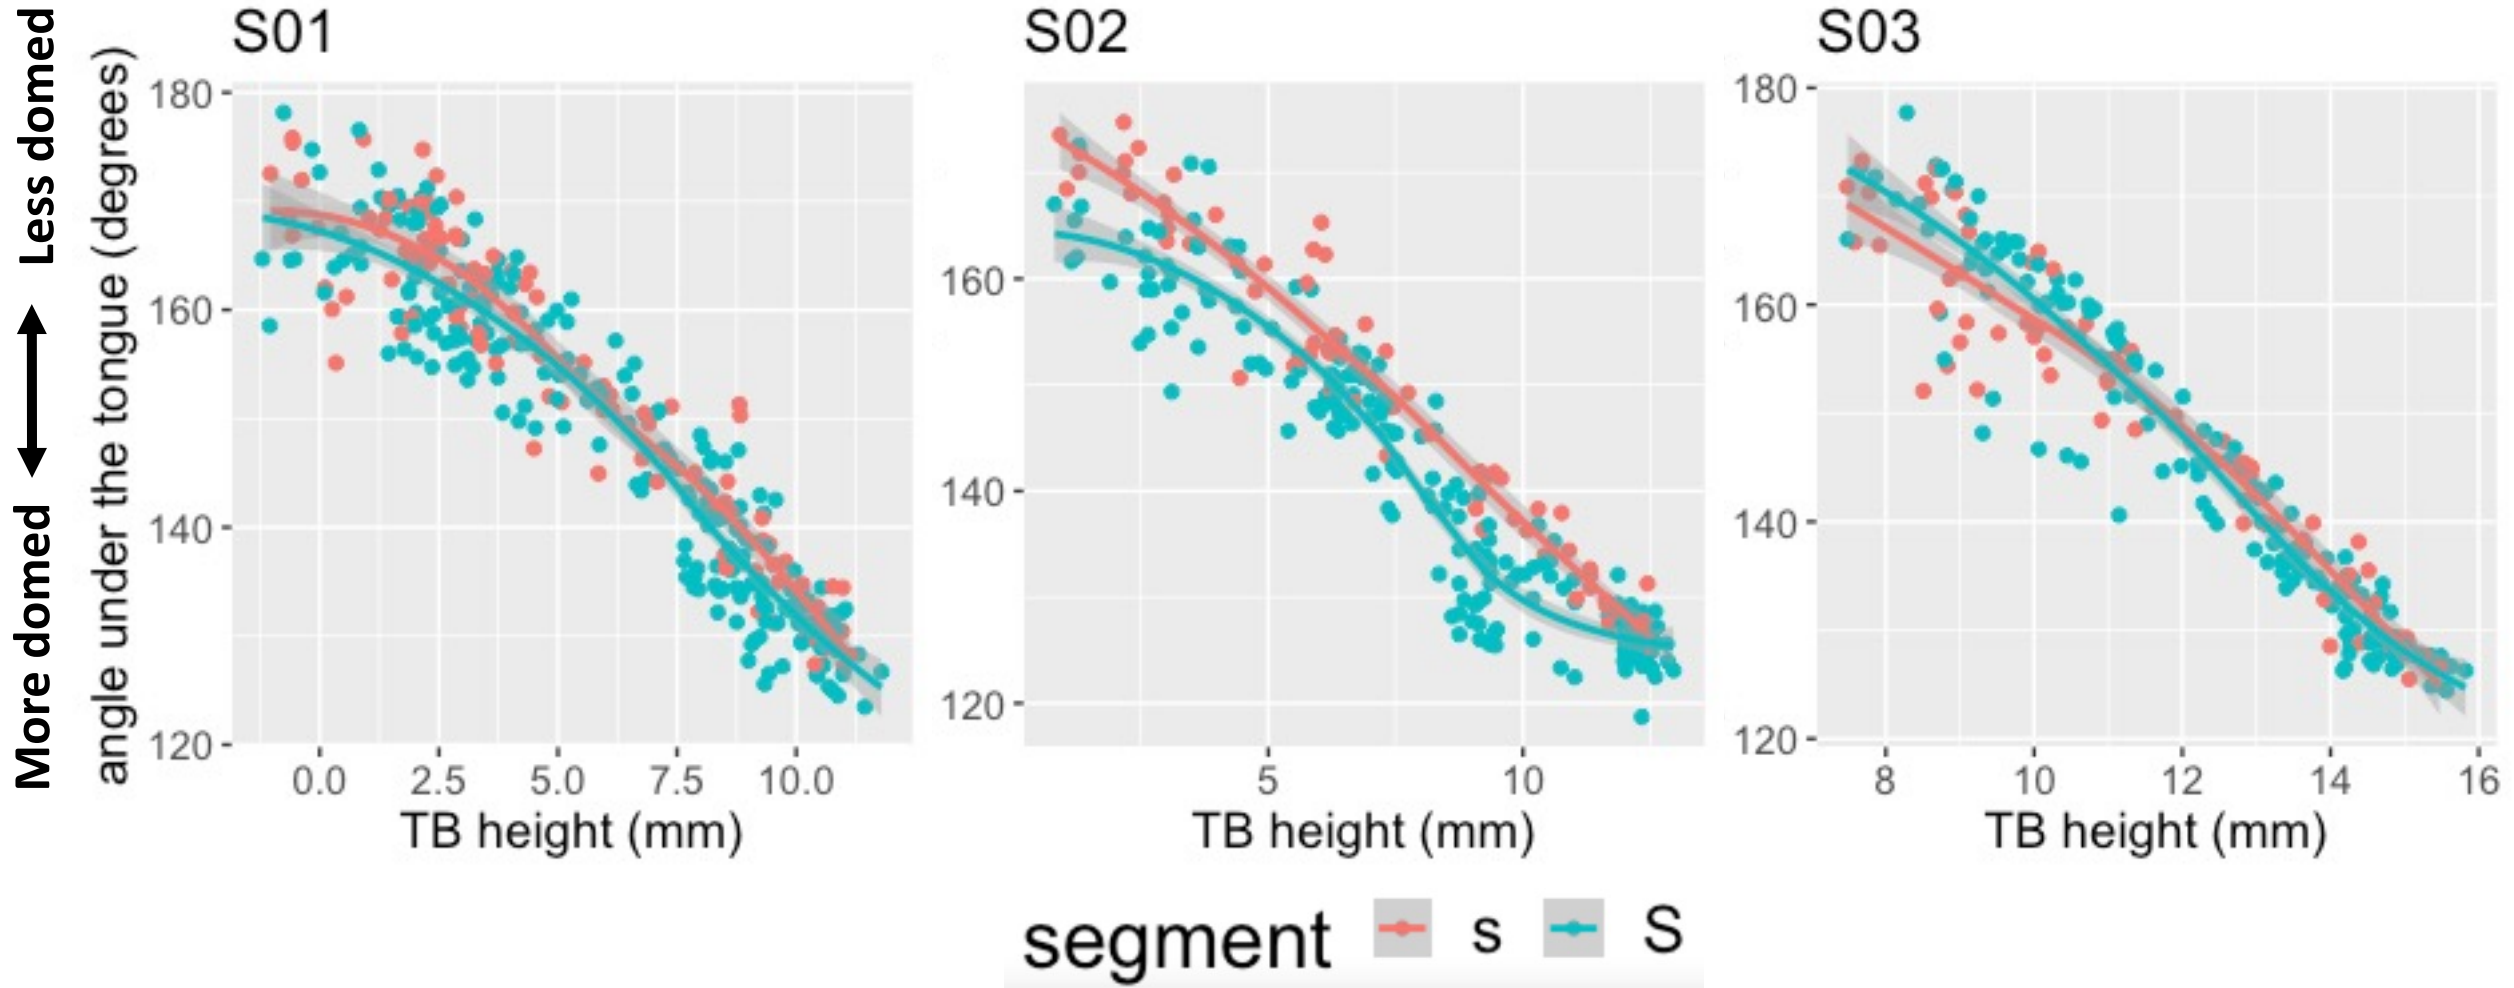 S01
S02
S03
Less domed
More domed
angle under the tongue (degrees)
180
160
140
120
0.0 2.5 5.0 7.5 10.0
TB height (mm)
160
140
120
5 10
TB height (mm)
180
160
140
120
8 10 12 14 16
TB height (mm)
segment s S